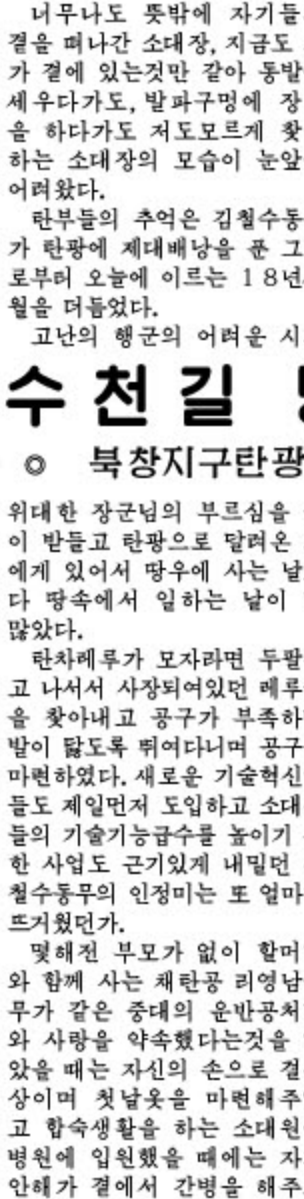 너무나도 뜻밖에 자기들
곁을 떠나간 소대장, 지금도
가 곁에 있는것만 같아 동발
세우다가도, 발파구멍에 장
을 하다가도 저도모르게 찾
하는 소대장의 모습이 눈앞
어려왔다.
탄부들의 추억은 김철수동
가 탄광에 제대배낭을 푼 그
로부터 오늘에 이르는 18년
월을 더듬었다.
고난의 행군의 어려운 시
수천길
◎ 북창지구탄광
위대한 장군님의 부르심을
이 받들고 탄광으로 달려온
에게 있어서 땅우에 사는 날
다 땅속에서 일하는 날이
많았다.
탄차레루가 모자라면 두팔
고 나서서 사장되여있던 레루
을 찾아내고 공구가 부족하
발이 닳도록 뛰여다니며 공구
마련하였다. 새로운 기술혁신
들도 제일먼저 도입하고 소대
들의 기술기능급수를 높이기
한 사업도 근기있게 내밀던
철수동무의 인정미는 또 얼마
뜨거웠던가.
몇해전 부모가 없이 할머
와 함께 사는 채탄공 리영남
무가 같은 중대의 운반공처
와 사랑을 약속했다는것을
았을 때는 자신의 손으로 결
상이며 첫날옷을 마련해주
고 합숙생활을 하는 소대원
병원에 입원했을 때에는 자
안해가 곁에서 간병을 해주